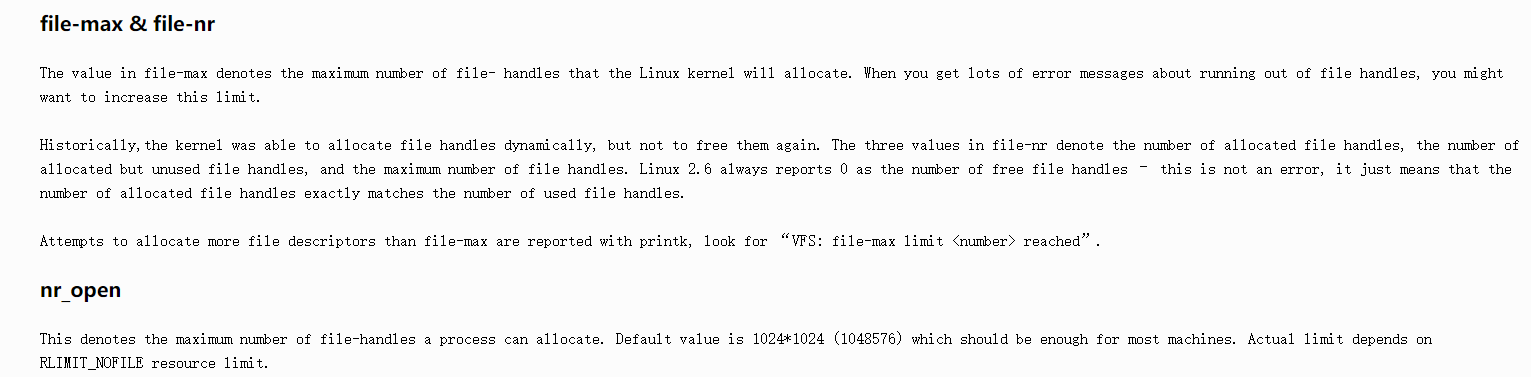 file-max & file-nr
The value in file-max denotes the maximum number of file- handles that the Linux kernel will allocate. When you get lots of error messages about running out of file handles, you might
want to increase this limit.
Historically,the kernel was able to allocate file handles dynamically, but not to free them again. The three values in file-nr denote the number of allocated file handles, the number of
allocated but unused file handles, and the maximum number of file handles. Linux 2.6 always reports 0 as the number of free file handles – this is not an error, it just means that the
number of allocated file handles exactly matches the number of used file handles.
Attempts to allocate more file descriptors than file-max are reported with printk, look for “VFS: file-max limit <number> reached”.
nr_open
This denotes the maximum number of file-handles a process can allocate. Default value is 1024*1024 (1048576) which should be enough for most machines. Actual limit depends on
RLIMIT_NOFILE resource limit.